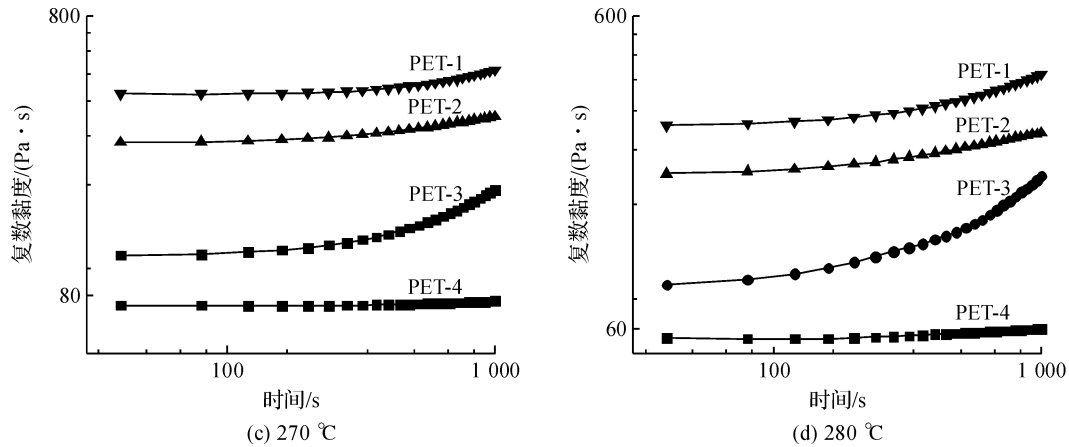 800
PET-1
PET-2
PET-3
PET-4
80
复数黏度/(Pa·s)
100
1 000
时间/s
(c) 270 ℃
600
PET-1
PET-2
PET-3
PET-4
60
复数黏度/(Pa·s)
100
1 000
时间/s
(d) 280 ℃